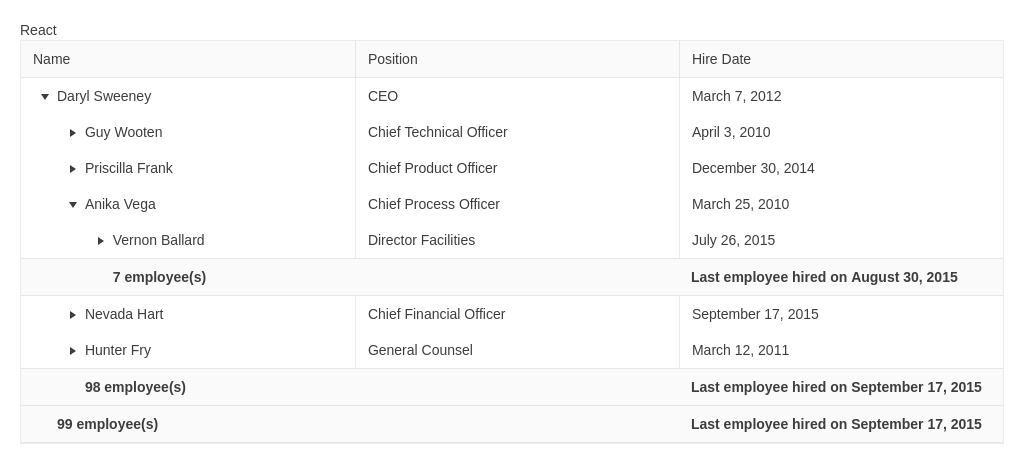 React
Name Position Hire Date
Daryl Sweeney CEO March 7, 2012
Guy Wooten Chief Technical Officer April 3, 2010
Priscilla Frank Chief Product Officer December 30, 2014
Anika Vega Chief Process Officer March 25, 2010
Vernon Ballard Director Facilities July 26, 2015
7 employee(s) Last employee hired on August 30, 2015
Nevada Hart Chief Financial Officer September 17, 2015
Hunter Fry General Counsel March 12, 2011
98 employee(s) Last employee hired on September 17, 2015
99 employee(s) Last employee hired on September 17, 2015